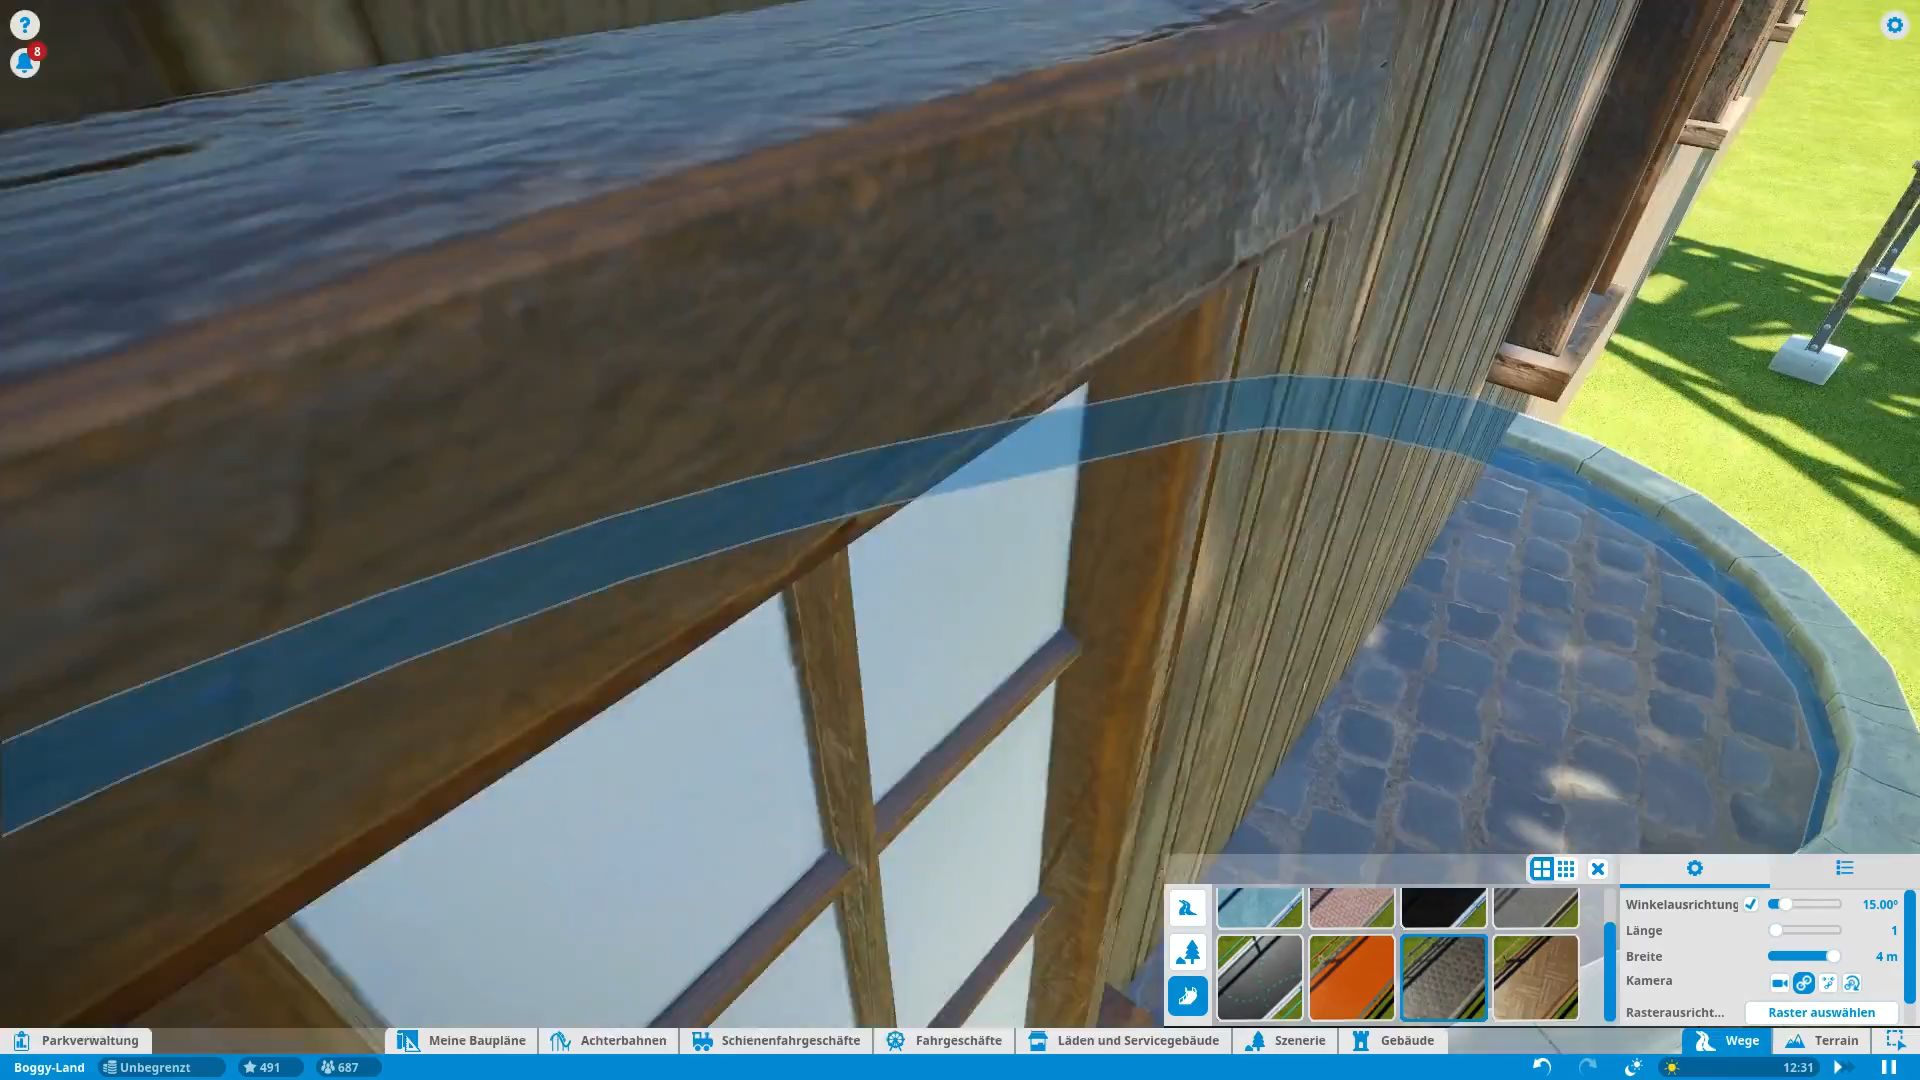 ?
8
Winkelausrichtung
15.00°
Länge
1
Breite
4 m
Kamera
Rasterausricht...
Raster auswählen
Parkverwaltung
Meine Baupläne
Achterbahnen
Schienenfahrgeschäfte
Fahrgeschäfte
Läden und Servicegebäude
Szenerie
Gebäude
Wege
Terrain
Boggy-Land
Unbegrenzt
491
687
12:31